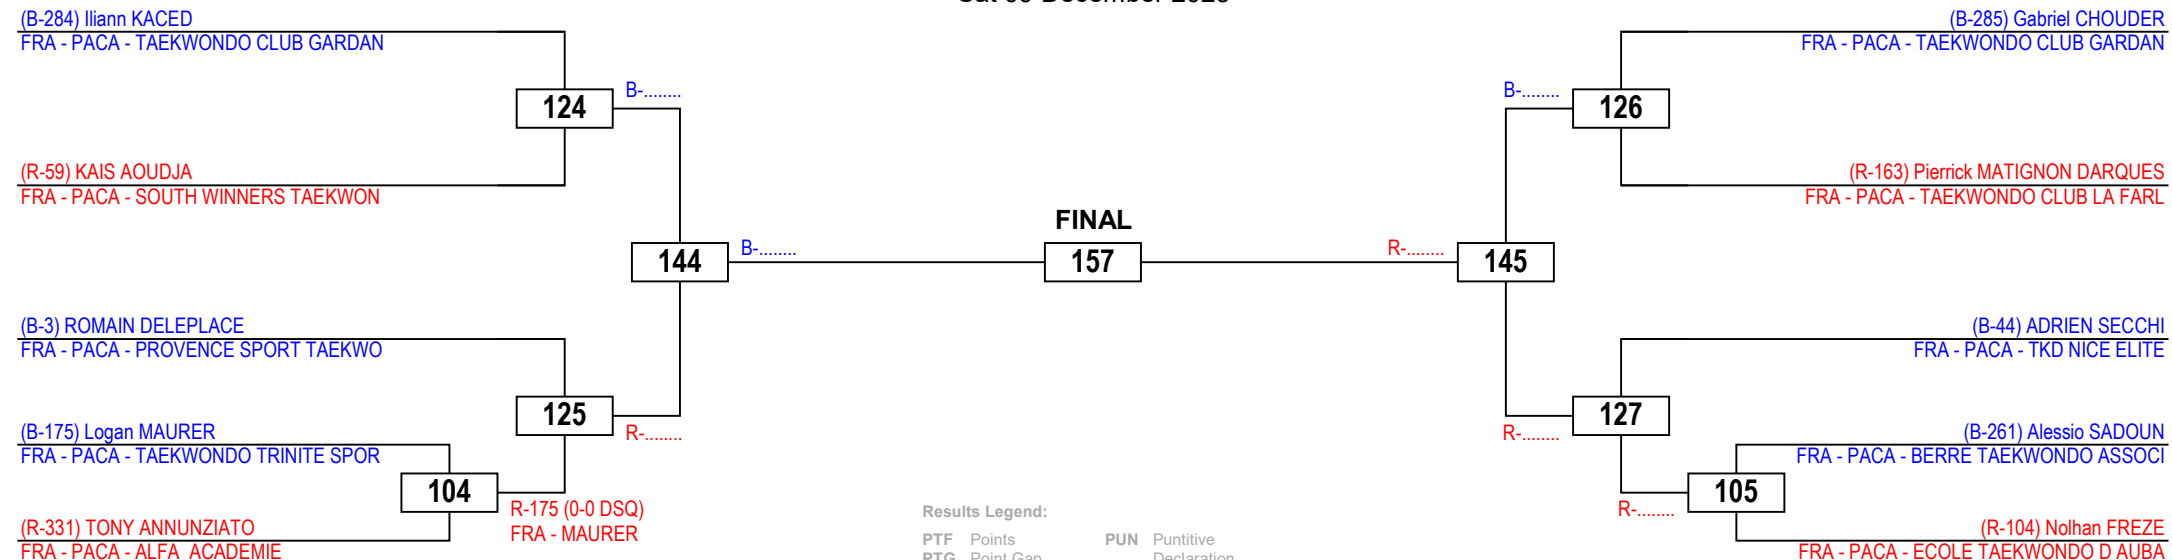 (B-284) Iliann KACED
FRA - PACA - TAEKWONDO CLUB GARDAN
B-........
124
(R-59) KAIS AOUDJA
FRA - PACA - SOUTH WINNERS TAEKWON
144
B-........
(B-3) ROMAIN DELEPLACE
FRA - PACA - PROVENCE SPORT TAEKWO
125
R-........
(B-175) Logan MAURER
FRA - PACA - TAEKWONDO TRINITE SPOR
104
R-175 (0-0 DSQ)
FRA - MAURER
(R-331) TONY ANNUNZIATO
FRA - PACA - ALFA ACADEMIE
FINAL
157
(B-285) Gabriel CHOUDER
FRA - PACA - TAEKWONDO CLUB GARDAN
B-........
126
(R-163) Pierrick MATIGNON DARQUES
FRA - PACA - TAEKWONDO CLUB LA FARL
R-........
145
(B-44) ADRIEN SECCHI
FRA - PACA - TKD NICE ELITE
127
R-........
(B-261) Alessio SADOUN
FRA - PACA - BERRE TAEKWONDO ASSOCI
105
R-........
(R-104) Nolhan FREZE
FRA - PACA - ECOLE TAEKWONDO D AUBA
Results Legend:
PTF Points PUN Puntitive
PTG Point Gap Declaration